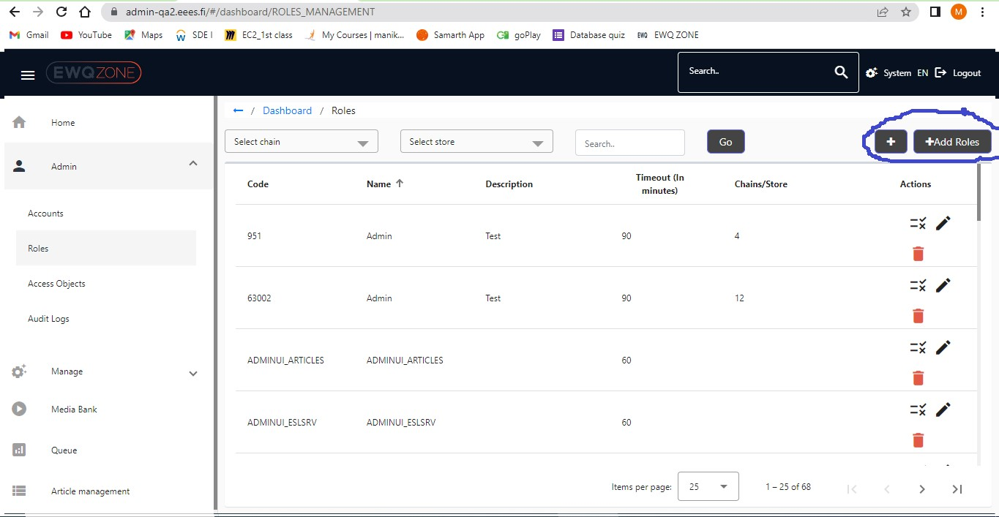 admin-qa2.eees.fi/#/dashboard/ROLES_MANAGEMENT
M
Gmail YouTube Maps SDE I EC2_1st class My Courses | manik... Samarth App goPlay Database quiz EWQ EWQ ZONE
EWQZONE Search.. System EN Logout
← / Dashboard / Roles
Select chain Select store Search.. Go + +Add Roles
Home
Admin
Accounts
Roles
Access Objects
Audit Logs
Manage
Media Bank
Queue
Article management
Code Name Description Timeout (In minutes) Chains/Store Actions
951 Admin Test 90 4
63002 Admin Test 90 12
ADMINUI_ARTICLES ADMINUI_ARTICLES 60
ADMINUI_ESLSRV ADMINUI_ESLSRV 60
Items per page: 25 1 – 25 of 68